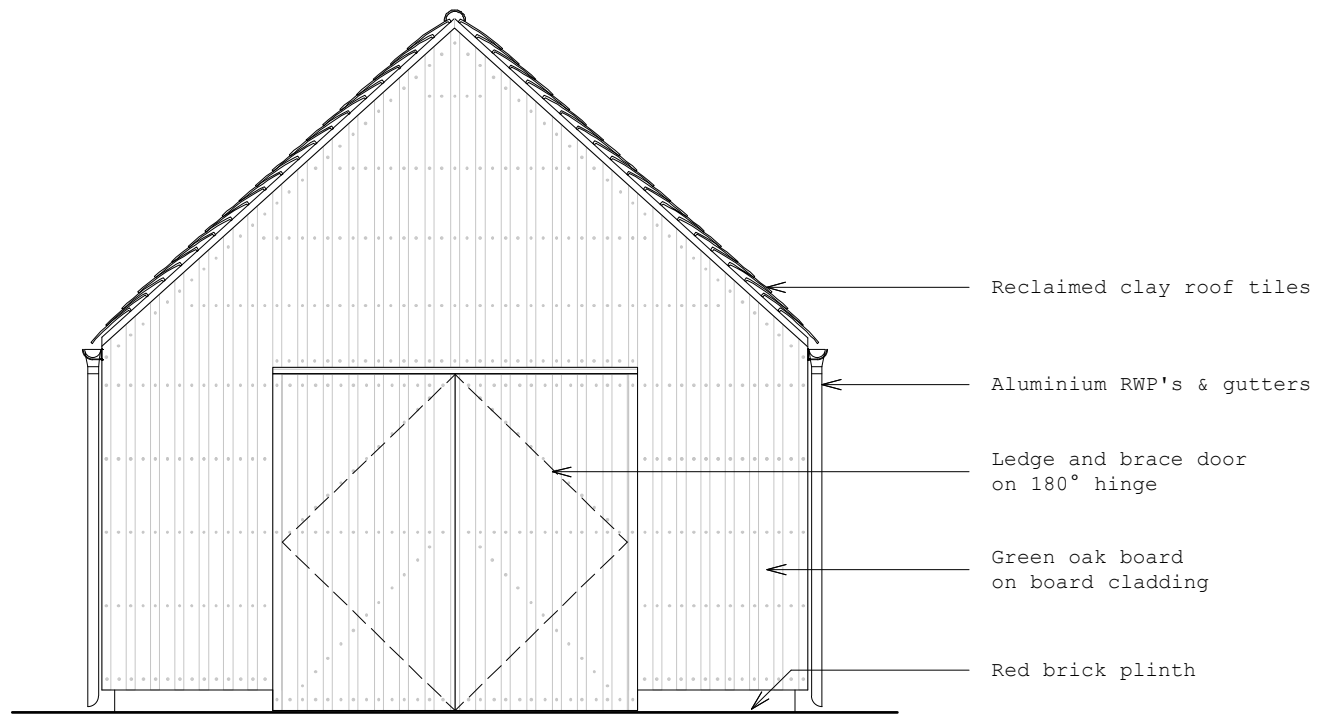 Reclaimed clay roof tiles
Aluminium RWP's & gutters
Ledge and brace door
on 180° hinge
Green oak board
on board cladding
Red brick plinth